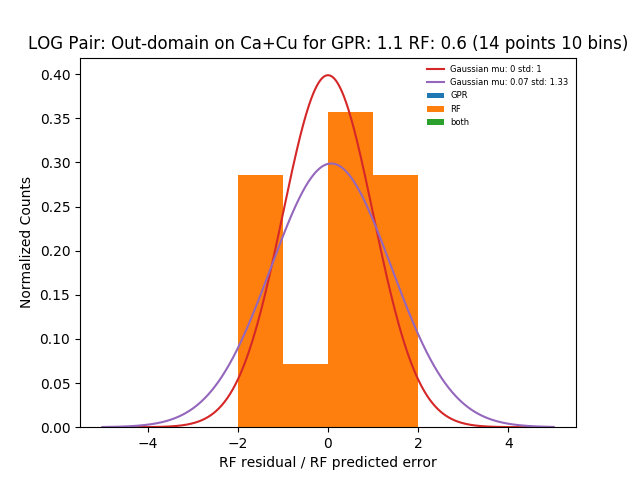 LOG Pair: Out-domain on Ca+Cu for GPR: 1.1 RF: 0.6 (14 points 10 bins)
Gaussian mu: 0 std: 1
Gaussian mu: 0.07 std: 1.33
GPR
RF
both
Normalized Counts
0.40
0.35
0.30
0.25
0.20
0.15
0.10
0.05
0.00
−4
−2
0
2
4
RF residual / RF predicted error